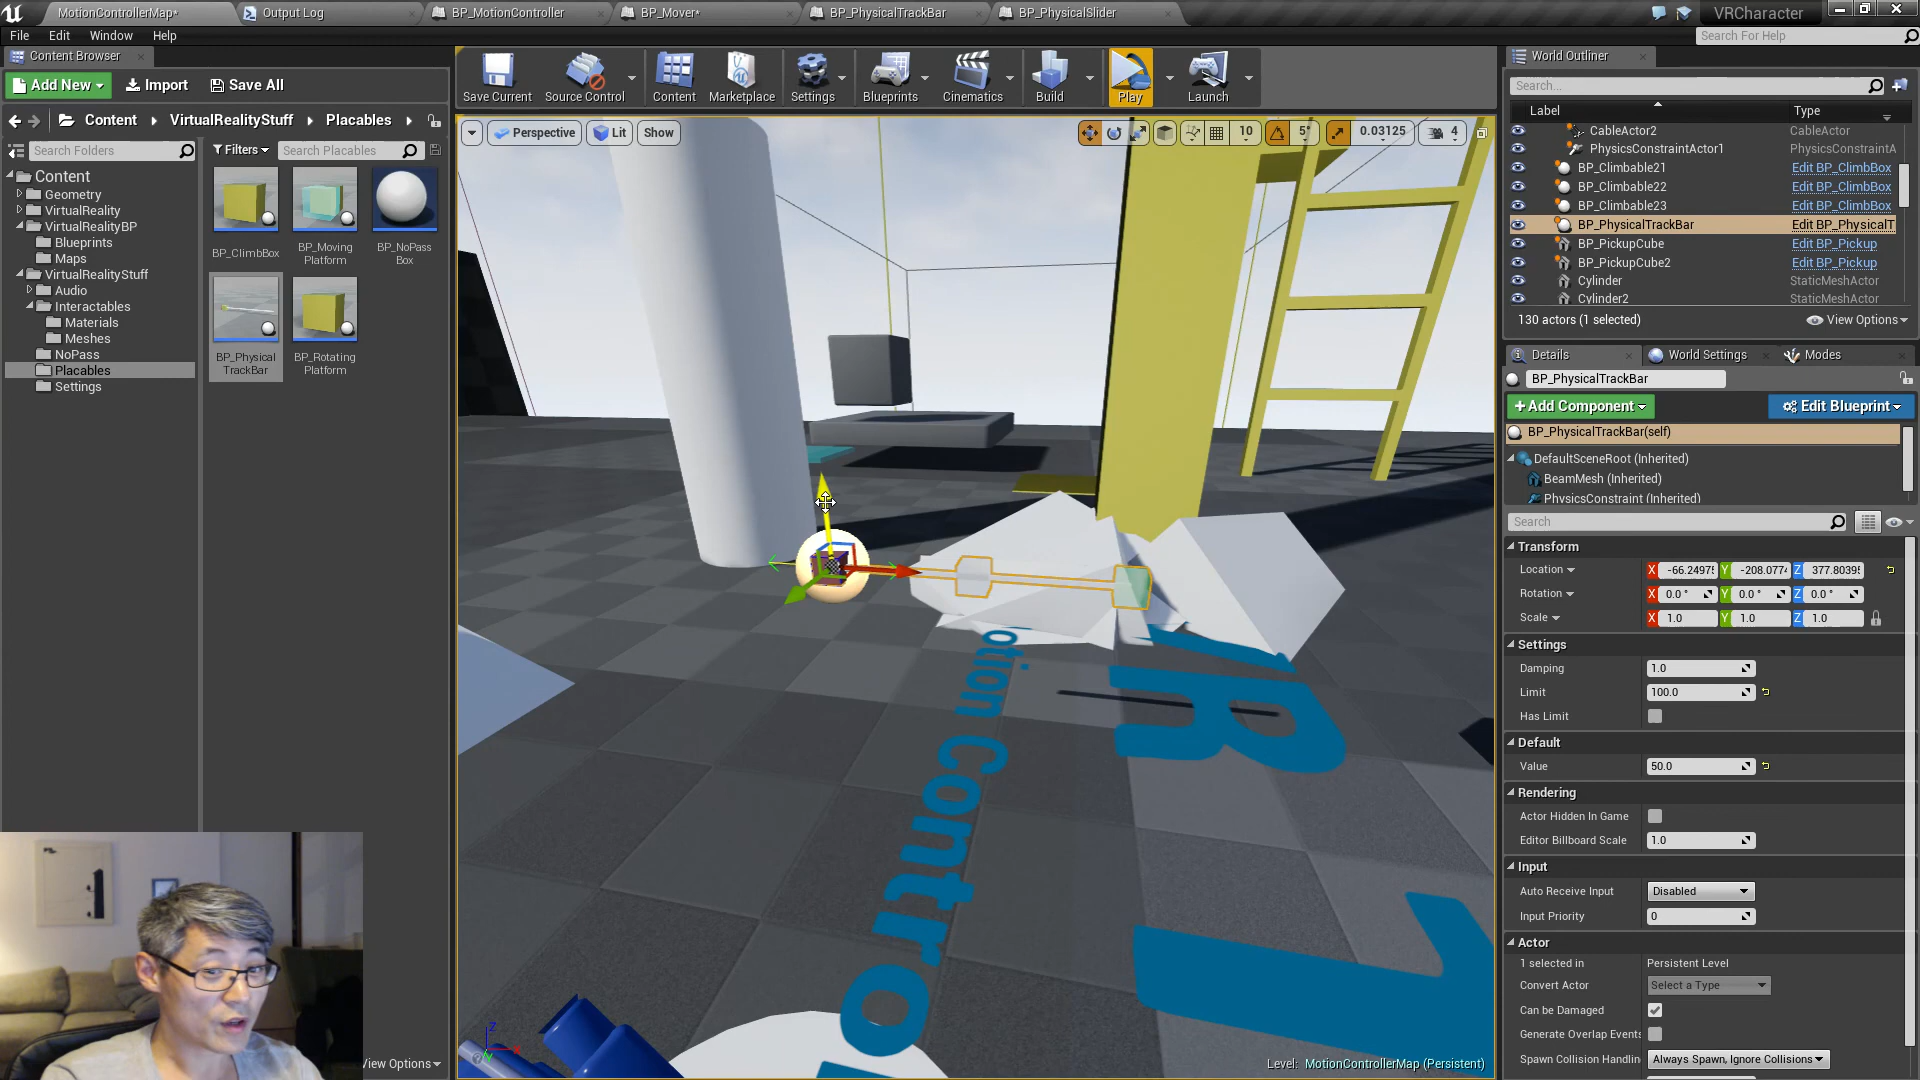 MotionControllerMap*
Output Log
BP_MotionController
BP_Mover*
BP_PhysicalTrackBar
BP_PhysicalSlider
VRCharacter
File Edit Window Help
Search For Help
Content Browser
Add New
Import
Save All
Content VirtualRealityStuff Placables
Search Folders
Filters
Search Placables
Content
Geometry
VirtualReality
VirtualRealityBP
Blueprints
Maps
VirtualRealityStuff
Audio
Interactables
Materials
Meshes
NoPass
Placables
Settings
BP_ClimbBox
BP_Moving
Platform
BP_NoPass
Box
BP_Physical
TrackBar
BP_Rotating
Platform
View Options
Save Current
Source Control
Content
Marketplace
Settings
Blueprints
Cinematics
Build
Play
Launch
Perspective
Lit
Show
10
5°
0.03125
4
otion Contro
R
1
Level: MotionControllerMap (Persistent)
World Outliner
Search...
Label Type
CableActor2 CableActor
PhysicsConstraintActor1 PhysicsConstraintA
BP_Climbable21 Edit BP_ClimbBox
BP_Climbable22 Edit BP_ClimbBox
BP_Climbable23 Edit BP_ClimbBox
BP_PhysicalTrackBar Edit BP_PhysicalT
BP_PickupCube Edit BP_Pickup
BP_PickupCube2 Edit BP_Pickup
Cylinder StaticMeshActor
Cylinder2 StaticMeshActor
130 actors (1 selected)
View Options
Details
World Settings
Modes
BP_PhysicalTrackBar
+Add Component
Edit Blueprint
BP_PhysicalTrackBar(self)
DefaultSceneRoot (Inherited)
BeamMesh (Inherited)
PhysicsConstraint (Inherited)
Search
Transform
Location X -66.2497 Y -208.077 Z 377.8039
Rotation X 0.0 ° Y 0.0 ° Z 0.0 °
Scale X 1.0 Y 1.0 Z 1.0
Settings
Damping 1.0
Limit 100.0
Has Limit
Default
Value 50.0
Rendering
Actor Hidden In Game
Editor Billboard Scale 1.0
Input
Auto Receive Input Disabled
Input Priority 0
Actor
1 selected in Persistent Level
Convert Actor Select a Type
Can be Damaged
Generate Overlap Events
Spawn Collision Handlin Always Spawn, Ignore Collisions